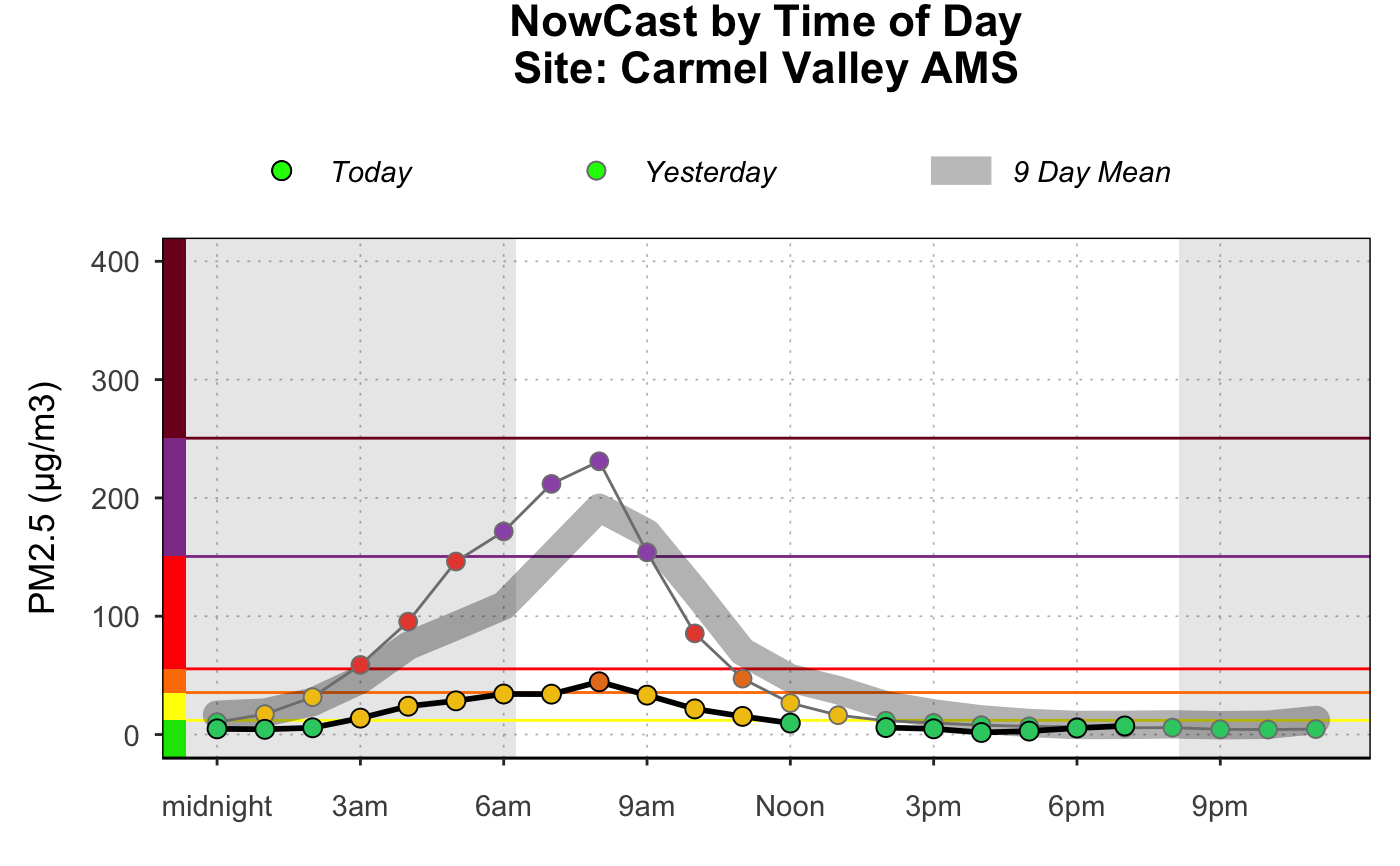 NowCast by Time of Day
Site: Carmel Valley AMS
Today
Yesterday
9 Day Mean
PM2.5 (µg/m3)
400
300
200
100
0
midnight
3am
6am
9am
Noon
3pm
6pm
9pm